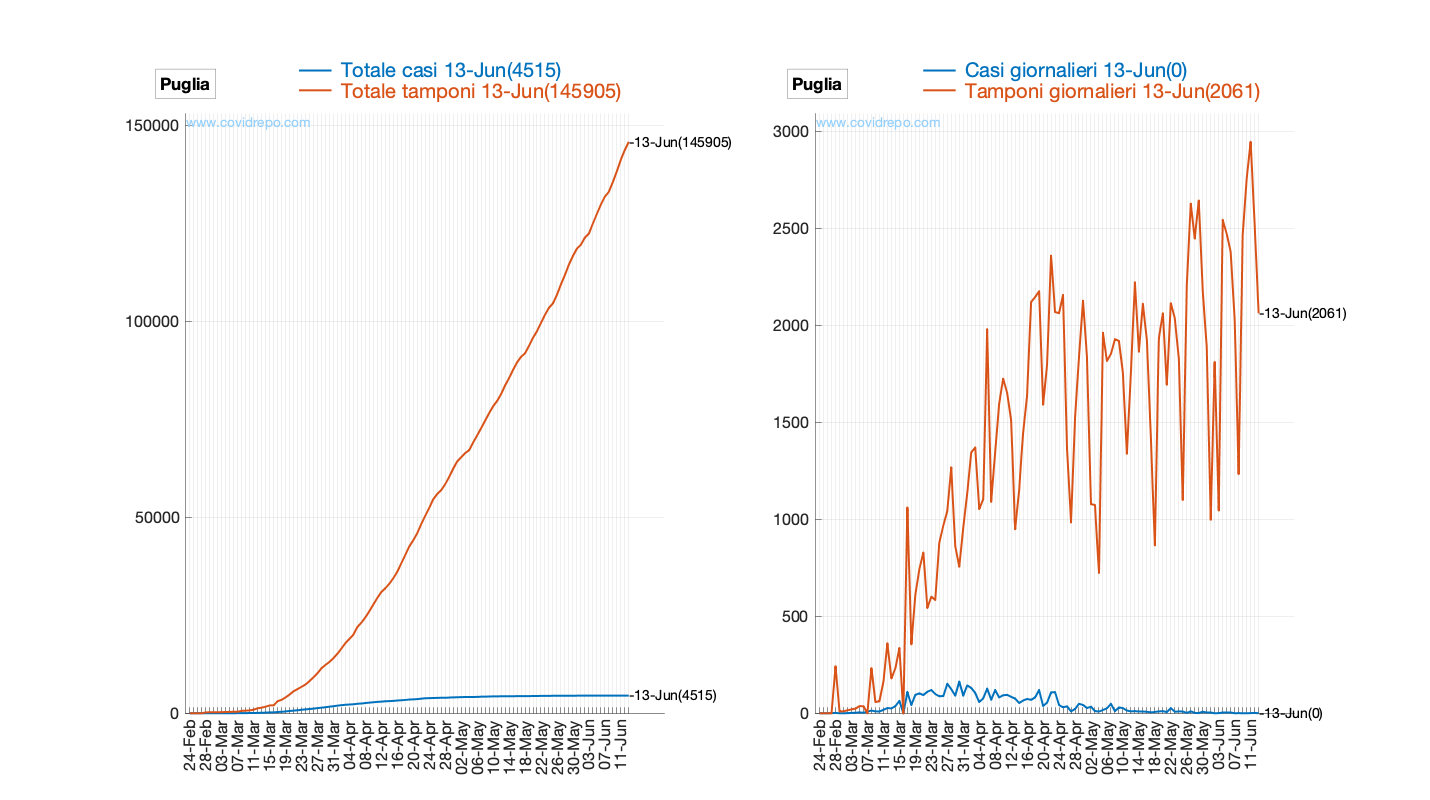 Puglia
Totale casi 13-Jun(4515)
Totale tamponi 13-Jun(145905)
www.covidrepo.com
150000
100000
50000
0
13-Jun(145905)
13-Jun(4515)
24-Feb
28-Feb
03-Mar
07-Mar
11-Mar
15-Mar
19-Mar
23-Mar
27-Mar
31-Mar
04-Apr
08-Apr
12-Apr
16-Apr
20-Apr
24-Apr
28-Apr
02-May
06-May
10-May
14-May
18-May
22-May
26-May
30-May
03-Jun
07-Jun
11-Jun
Puglia
Casi giornalieri 13-Jun(0)
Tamponi giornalieri 13-Jun(2061)
www.covidrepo.com
3000
2500
2000
1500
1000
500
0
13-Jun(2061)
13-Jun(0)
24-Feb
28-Feb
03-Mar
07-Mar
11-Mar
15-Mar
19-Mar
23-Mar
27-Mar
31-Mar
04-Apr
08-Apr
12-Apr
16-Apr
20-Apr
24-Apr
28-Apr
02-May
06-May
10-May
14-May
18-May
22-May
26-May
30-May
03-Jun
07-Jun
11-Jun